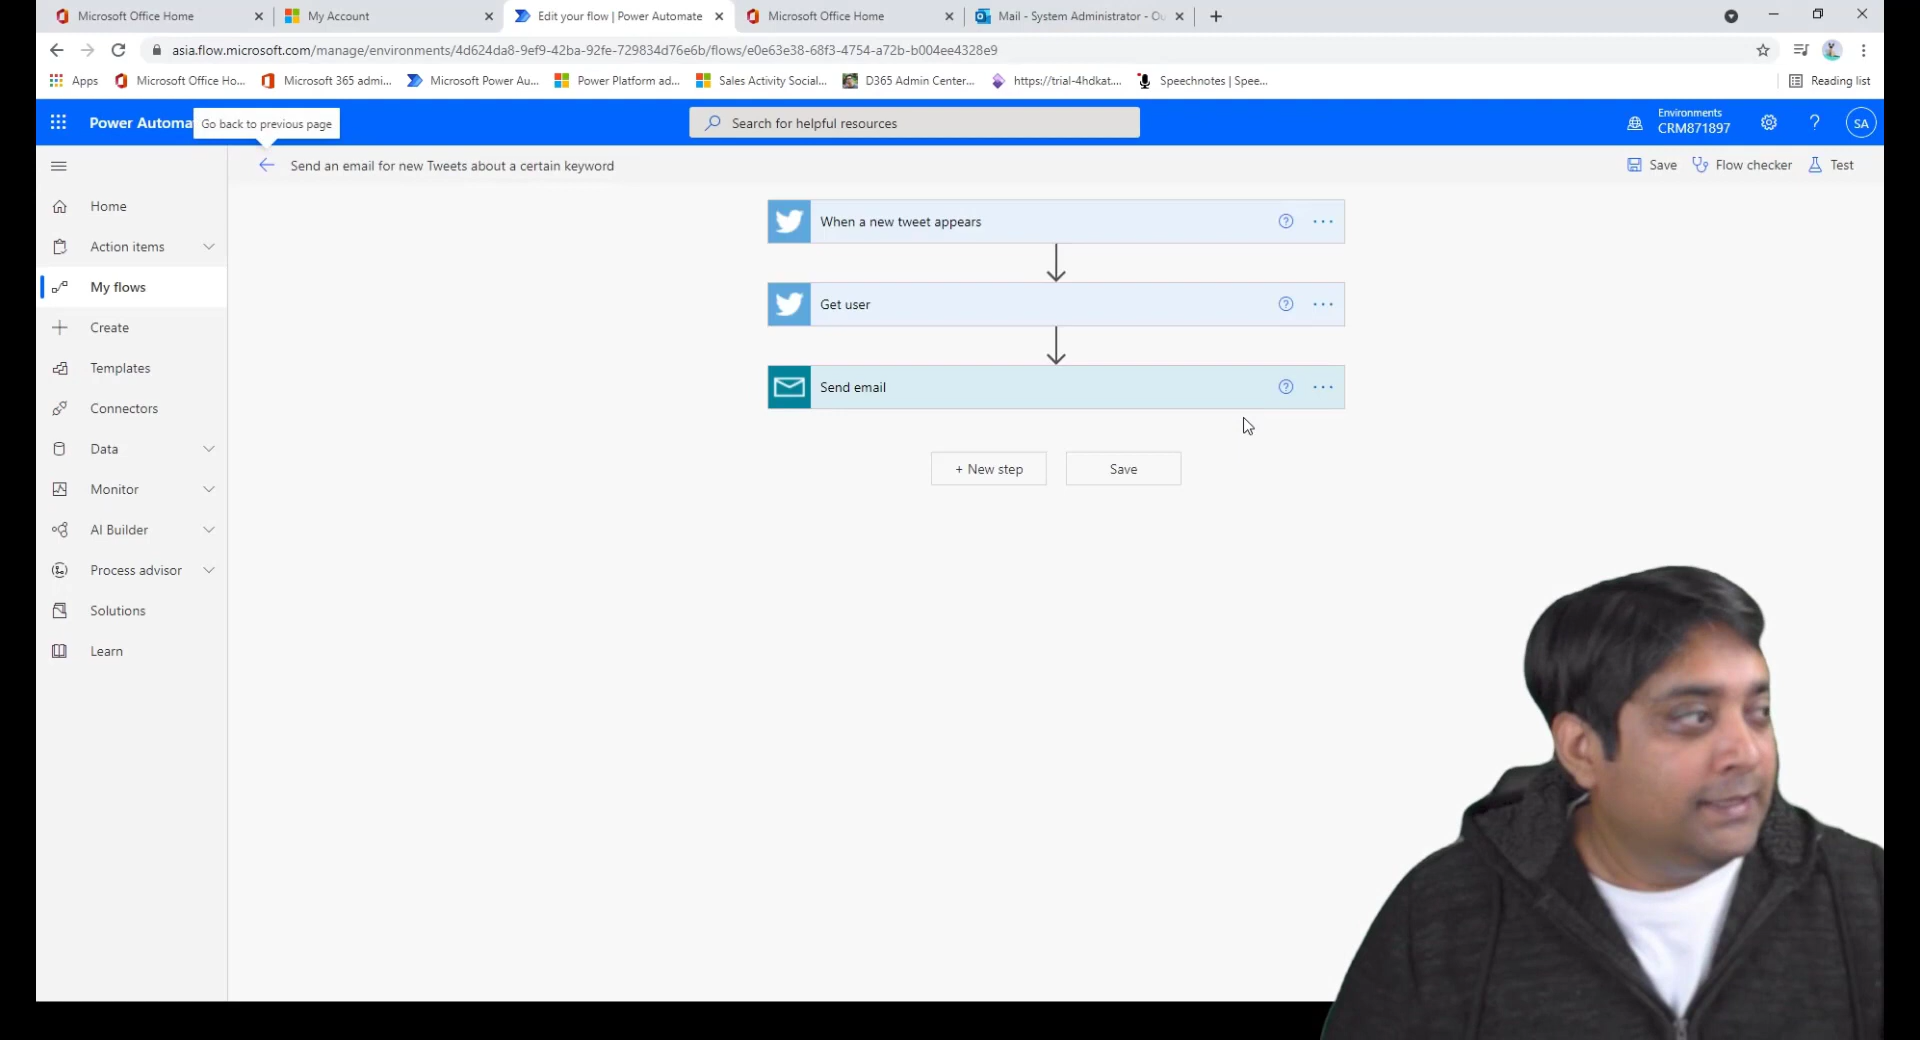 Microsoft Office Home
My Account
Edit your flow | Power Automate
Microsoft Office Home
Mail - System Administrator - Ou
asia.flow.microsoft.com/manage/environments/4d624da8-9ef9-42ba-92fe-729834d76e6b/flows/e0e63e38-68f3-4754-a72b-b004ee4328e9
Apps
Microsoft Office Ho...
Microsoft 365 admi...
Microsoft Power Au...
Power Platform ad...
Sales Activity Social...
D365 Admin Center...
https://trial-4hdkat....
Speechnotes | Spee...
Reading list
Power Automa
Go back to previous page
Search for helpful resources
Environments
CRM871897
?
SA
Send an email for new Tweets about a certain keyword
Save
Flow checker
Test
Home
Action items
My flows
Create
Templates
Connectors
Data
Monitor
AI Builder
Process advisor
Solutions
Learn
When a new tweet appears
Get user
Send email
+ New step
Save